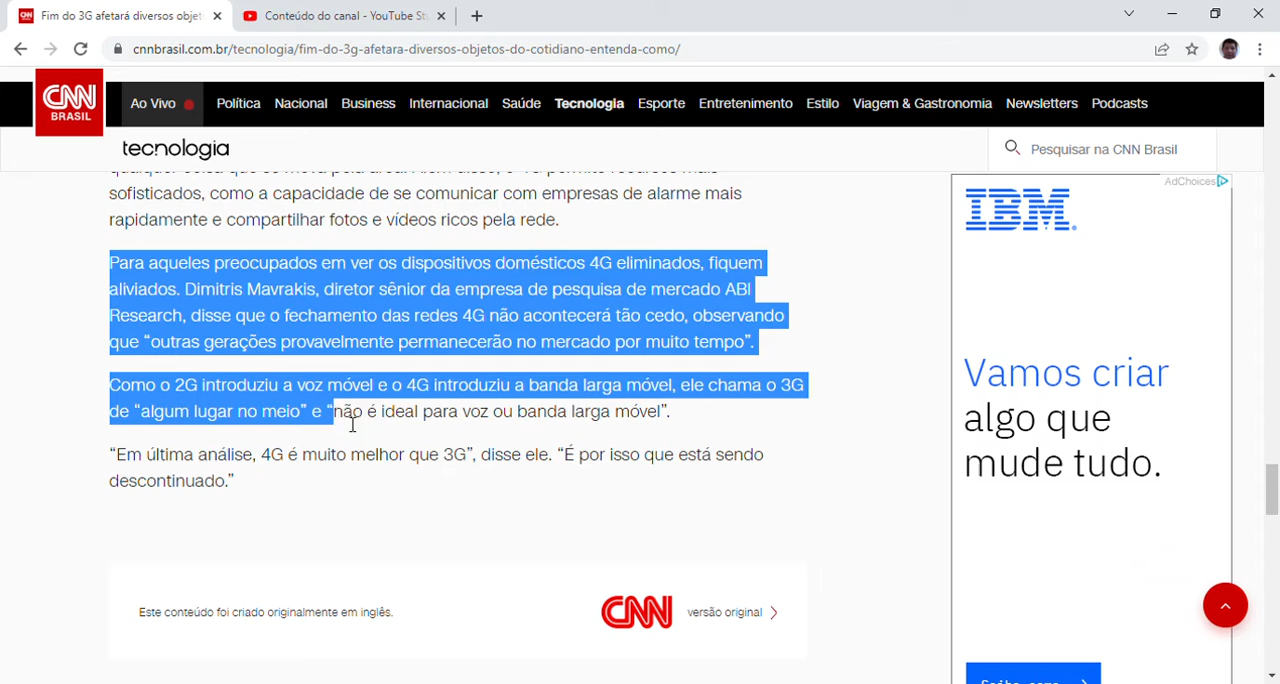 Fim do 3G afetará diversos objet
Conteúdo do canal - YouTube St
cnnbrasil.com.br/tecnologia/fim-do-3g-afetara-diversos-objetos-do-cotidiano-entenda-como/
CNN BRASIL
Ao Vivo Política Nacional Business Internacional Saúde Tecnologia Esporte Entretenimento Estilo Viagem & Gastronomia Newsletters Podcasts
tecnologia
Pesquisar na CNN Brasil
sofisticados, como a capacidade de se comunicar com empresas de alarme mais
rapidamente e compartilhar fotos e vídeos ricos pela rede.
Para aqueles preocupados em ver os dispositivos domésticos 4G eliminados, fiquem
aliviados. Dimitris Mavrakis, diretor sênior da empresa de pesquisa de mercado ABI
Research, disse que o fechamento das redes 4G não acontecerá tão cedo, observando
que “outras gerações provavelmente permanecerão no mercado por muito tempo”.
Como o 2G introduziu a voz móvel e o 4G introduziu a banda larga móvel, ele chama o 3G
de “algum lugar no meio” e “não é ideal para voz ou banda larga móvel”.
“Em última análise, 4G é muito melhor que 3G”, disse ele. “É por isso que está sendo
descontinuado.”
Este conteúdo foi criado originalmente em inglês.
CNN
versão original
AdChoices
IBM
Vamos criar
algo que
mude tudo.